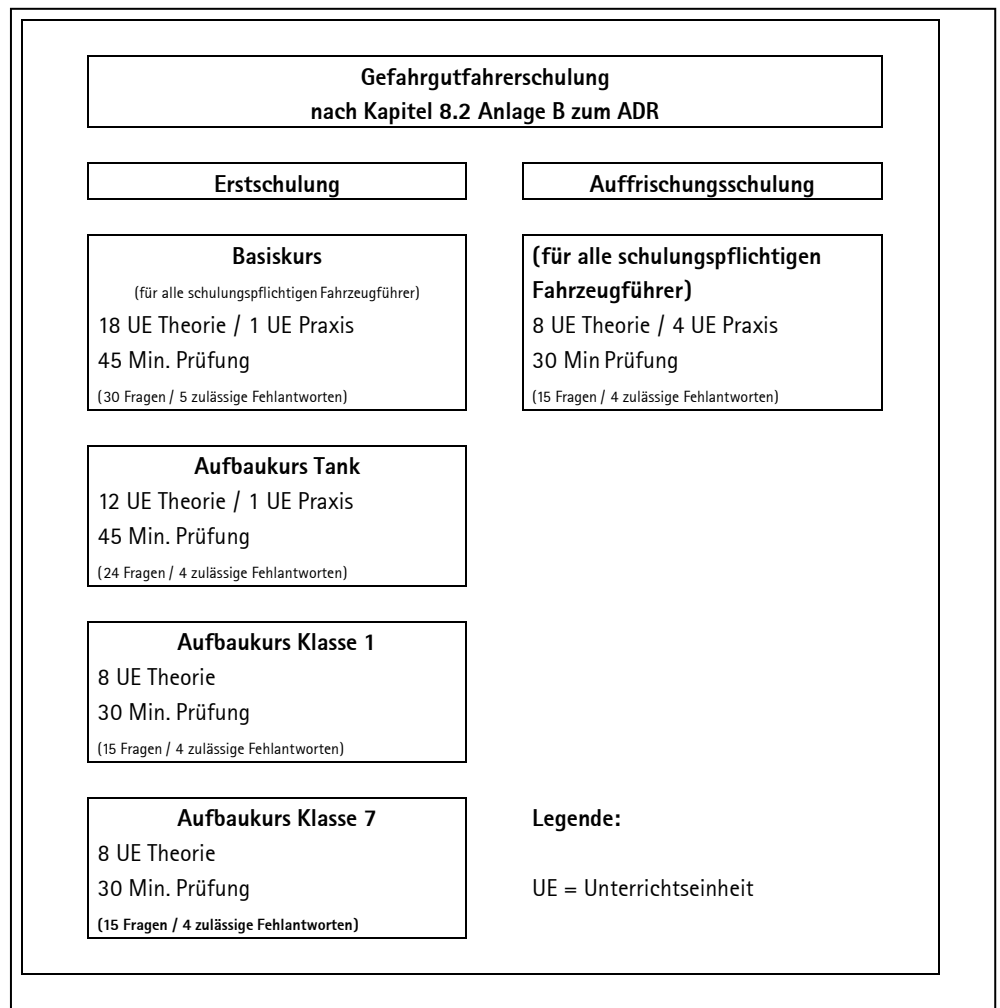 Gefahrgutfahrerschulung
nach Kapitel 8.2 Anlage B zum ADR
Erstschulung
Auffrischungsschulung
Basiskurs
(für alle schulungspflichtigen Fahrzeugführer)
18 UE Theorie / 1 UE Praxis
45 Min. Prüfung
(30 Fragen / 5 zulässige Fehlantworten)
(für alle schulungspflichtigen
Fahrzeugführer)
8 UE Theorie / 4 UE Praxis
30 Min Prüfung
(15 Fragen / 4 zulässige Fehlantworten)
Aufbaukurs Tank
12 UE Theorie / 1 UE Praxis
45 Min. Prüfung
(24 Fragen / 4 zulässige Fehlantworten)
Aufbaukurs Klasse 1
8 UE Theorie
30 Min. Prüfung
(15 Fragen / 4 zulässige Fehlantworten)
Aufbaukurs Klasse 7
8 UE Theorie
30 Min. Prüfung
(15 Fragen / 4 zulässige Fehlantworten)
Legende:
UE = Unterrichtseinheit